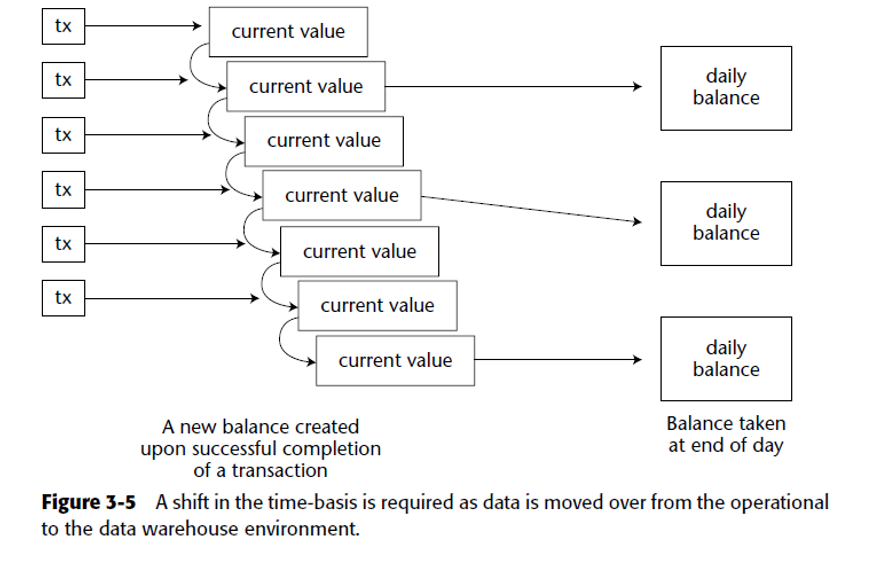 tx
current value
tx
current value
daily
balance
tx
current value
tx
current value
daily
balance
tx
current value
tx
current value
current value
daily
balance
A new balance created
upon successful completion
of a transaction
Balance taken
at end of day
Figure 3-5 A shift in the time-basis is required as data is moved over from the operational
to the data warehouse environment.